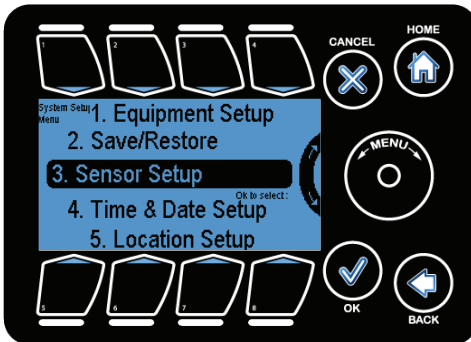 1
2
3
4
CANCEL
HOME
System Setup
Menu
1. Equipment Setup
2. Save/Restore
3. Sensor Setup
Ok to select:
4. Time & Date Setup
5. Location Setup
MENU
5
6
7
8
OK
BACK